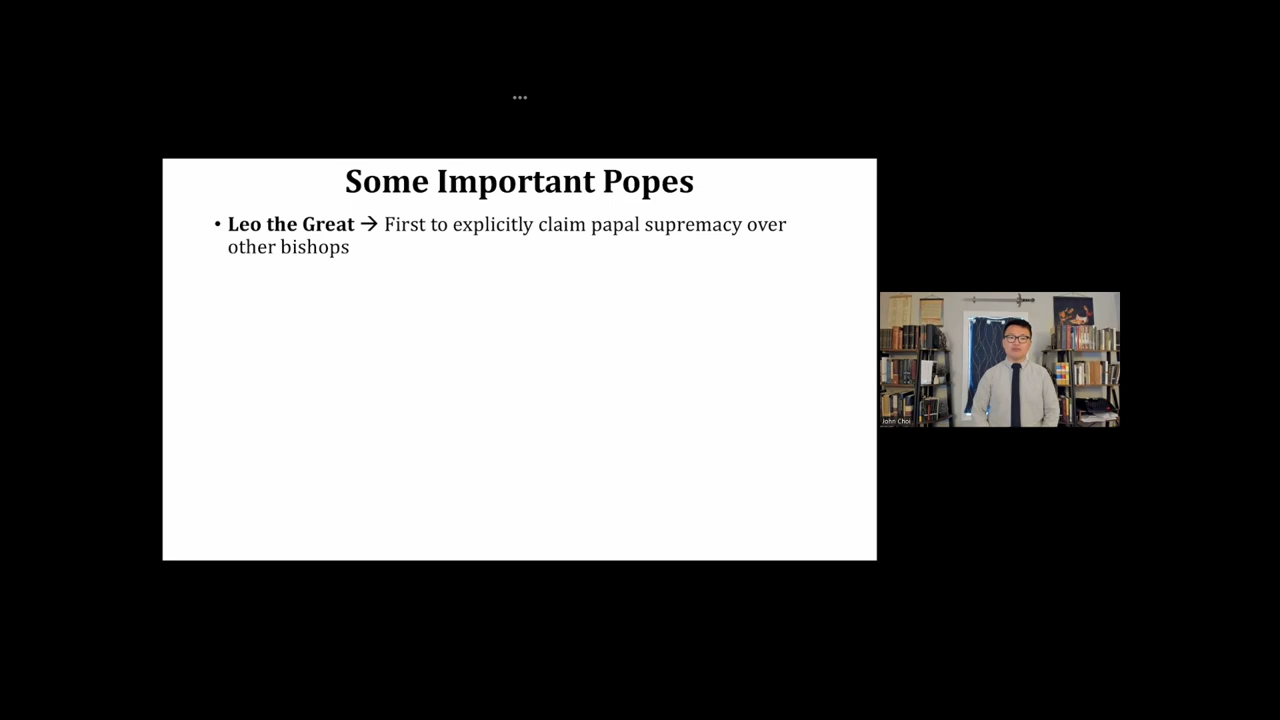 Some Important Popes
• Leo the Great → First to explicitly claim papal supremacy over
other bishops
John Choi